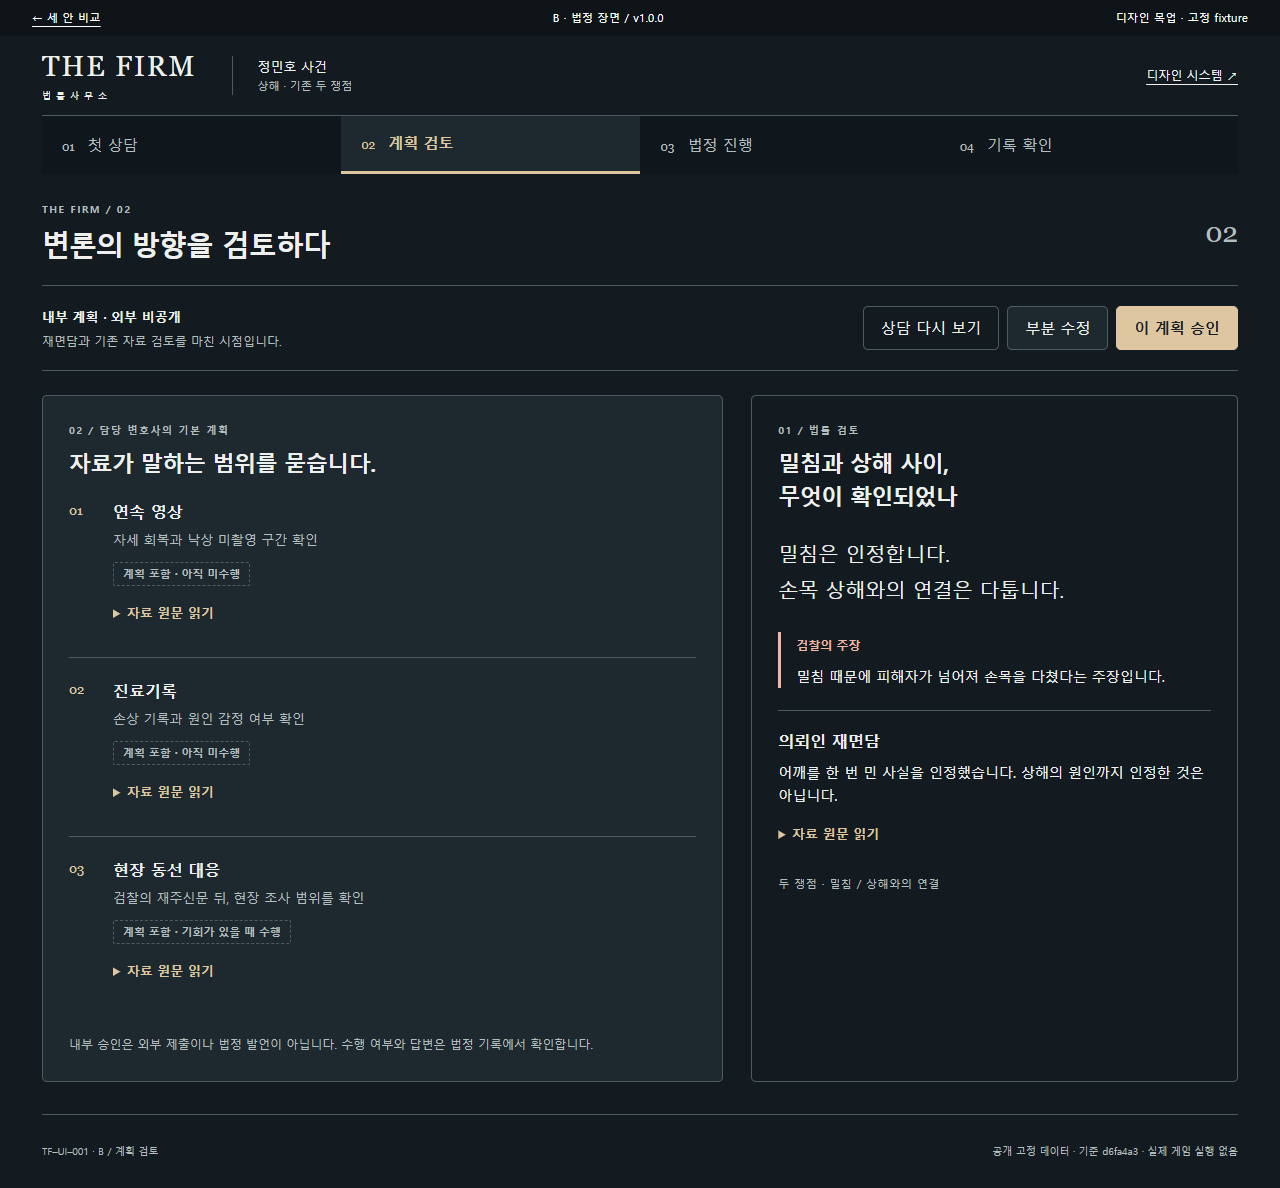 ← 세 안 비교
B · 법정 장면 / v1.0.0
디자인 목업 · 고정 fixture
THE FIRM
법률사무소
정민호 사건
상해 · 기존 두 쟁점
디자인 시스템 ↗
01 첫 상담
02 계획 검토
03 법정 진행
04 기록 확인
THE FIRM / 02
변론의 방향을 검토하다
02
내부 계획 · 외부 비공개
재면담과 기존 자료 검토를 마친 시점입니다.
상담 다시 보기
부분 수정
이 계획 승인
02 / 담당 변호사의 기본 계획
자료가 말하는 범위를 묻습니다.
01 연속 영상
자세 회복과 낙상 미촬영 구간 확인
계획 포함 · 아직 미수행
▶ 자료 원문 읽기
02 진료기록
손상 기록과 원인 감정 여부 확인
계획 포함 · 아직 미수행
▶ 자료 원문 읽기
03 현장 동선 대응
검찰의 재주신문 뒤, 현장 조사 범위를 확인
계획 포함 · 기회가 있을 때 수행
▶ 자료 원문 읽기
내부 승인은 외부 제출이나 법정 발언이 아닙니다. 수행 여부와 답변은 법정 기록에서 확인합니다.
01 / 법률 검토
밀침과 상해 사이,
무엇이 확인되었나
밀침은 인정합니다.
손목 상해와의 연결은 다툽니다.
검찰의 주장
밀침 때문에 피해자가 넘어져 손목을 다쳤다는 주장입니다.
의뢰인 재면담
어깨를 한 번 민 사실을 인정했습니다. 상해의 원인까지 인정한 것은
아닙니다.
▶ 자료 원문 읽기
두 쟁점 · 밀침 / 상해와의 연결
TF–UI–001 · B / 계획 검토
공개 고정 데이터 · 기준 d6fa4a3 · 실제 게임 실행 없음